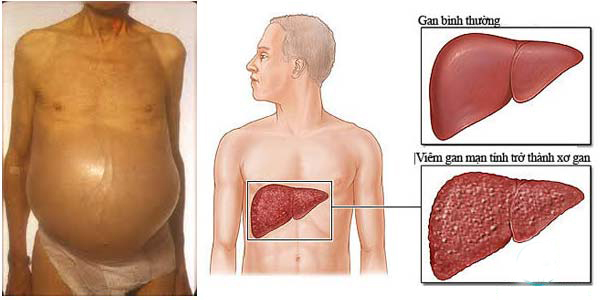 Gan bình thường
Viêm gan mạn tính trở thành xơ gan